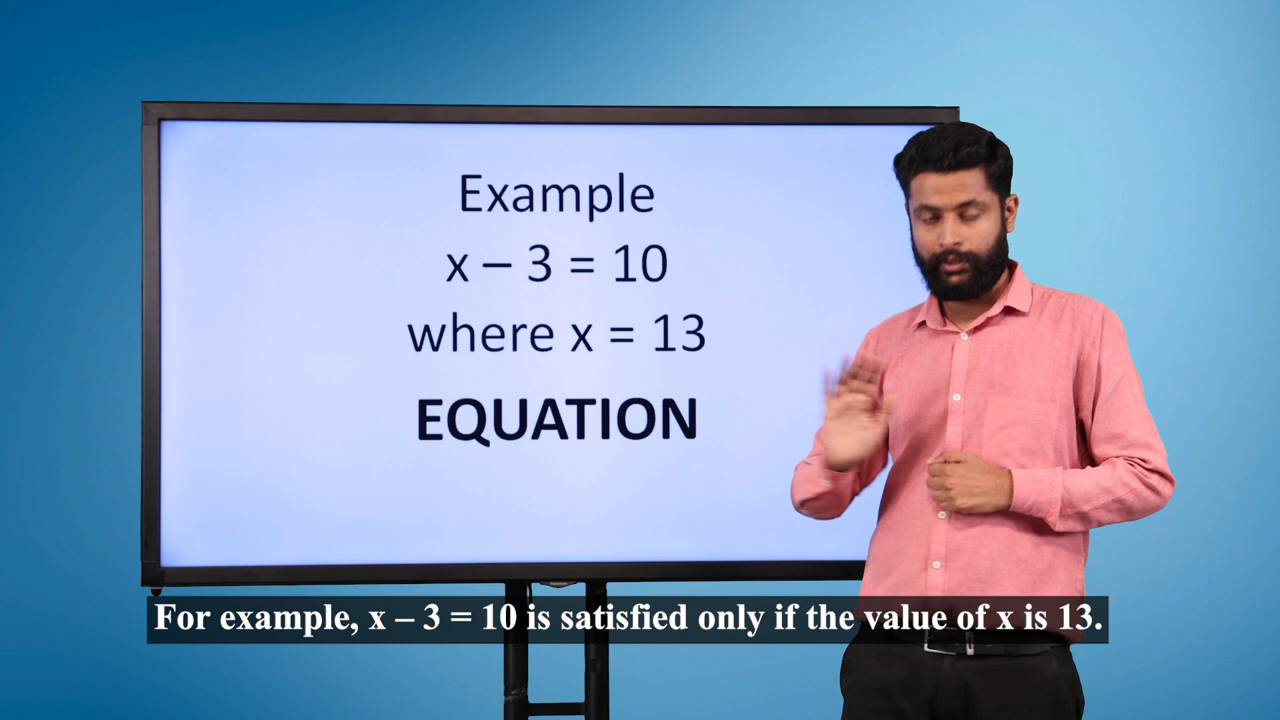 Example
x – 3 = 10
where x = 13
EQUATION
For example, x – 3 = 10 is satisfied only if the value of x is 13.